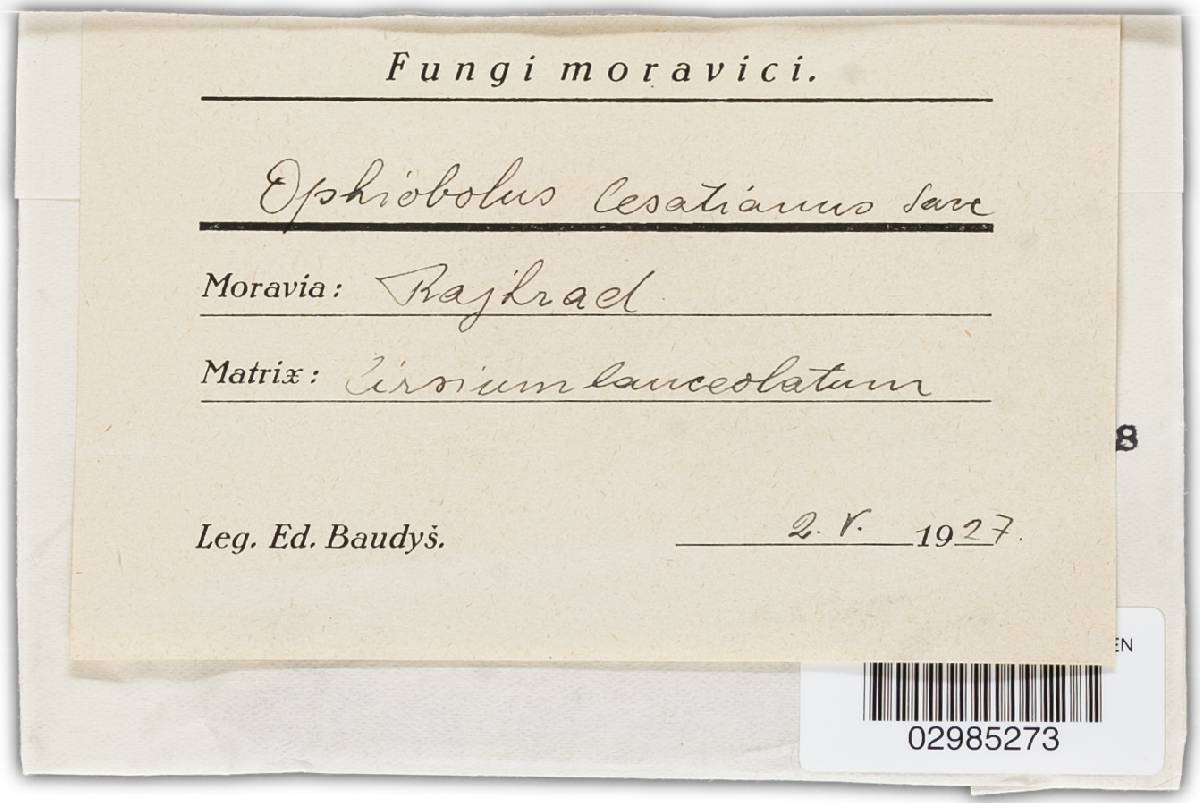 Fungi moravici.
Ophiobolus Cesatianus Sacc
Moravia: Rajhrad
Matrix: Cirsium lanceolatum
8
Leg. Ed. Baudyš. 2. V. 1927.
EN
02985273